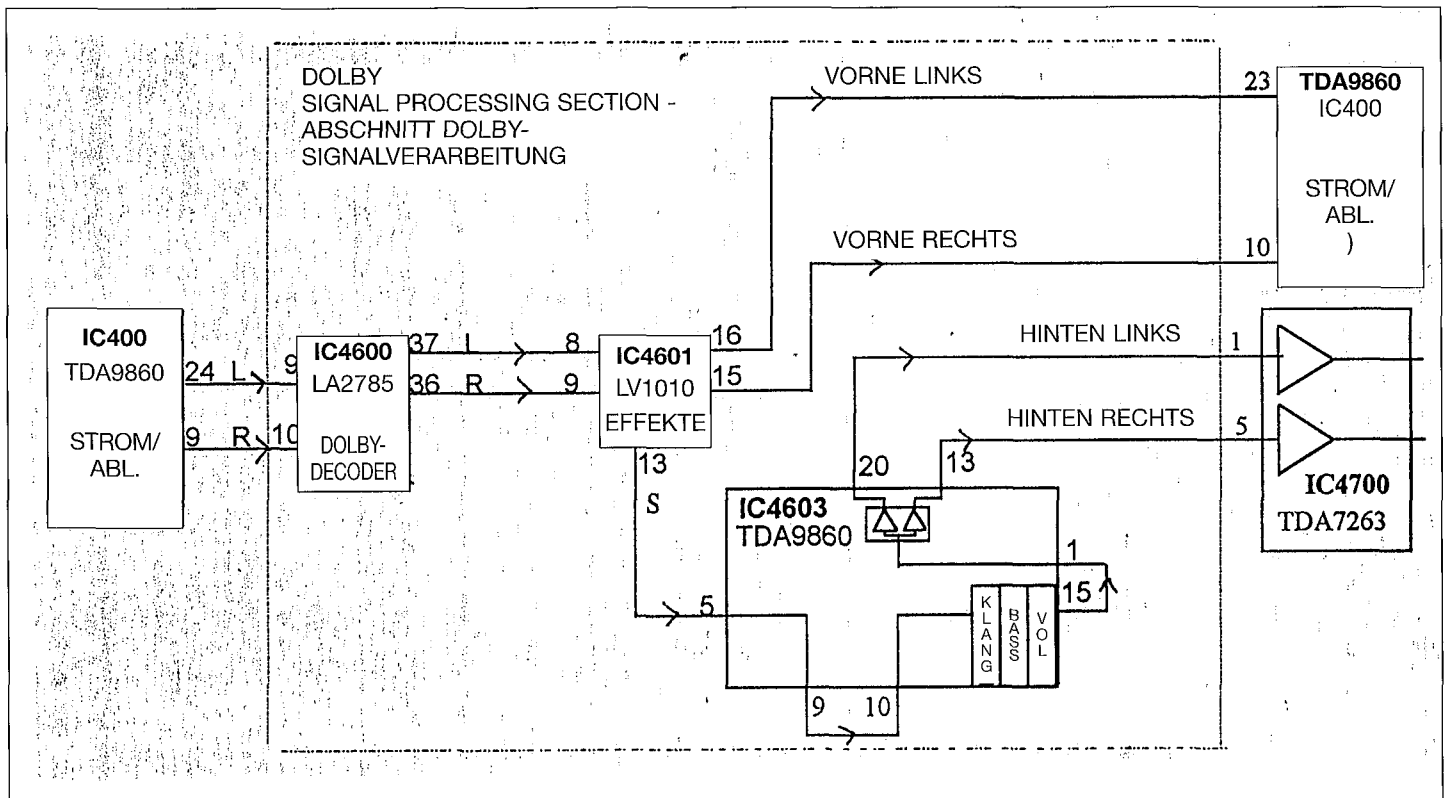 DOLBY
SIGNAL PROCESSING SECTION -
ABSCHNITT DOLBY-
SIGNALVERARBEITUNG
VORNE LINKS
23
TDA9860
IC400
STROM/
ABL.
)
VORNE RECHTS
10
IC400
TDA9860
STROM/
ABL.
24 L
9 R
9
10
IC4600
LA2785
DOLBY-
DECODER
37 L 8
36 R 9
IC4601
LV1010
EFFEKTE
16
15
13
S
HINTEN LINKS
1
HINTEN RECHTS
5
IC4700
TDA7263
20
13
IC4603
TDA9860
1
15
5
KLANG
BASS
VOL
9
10